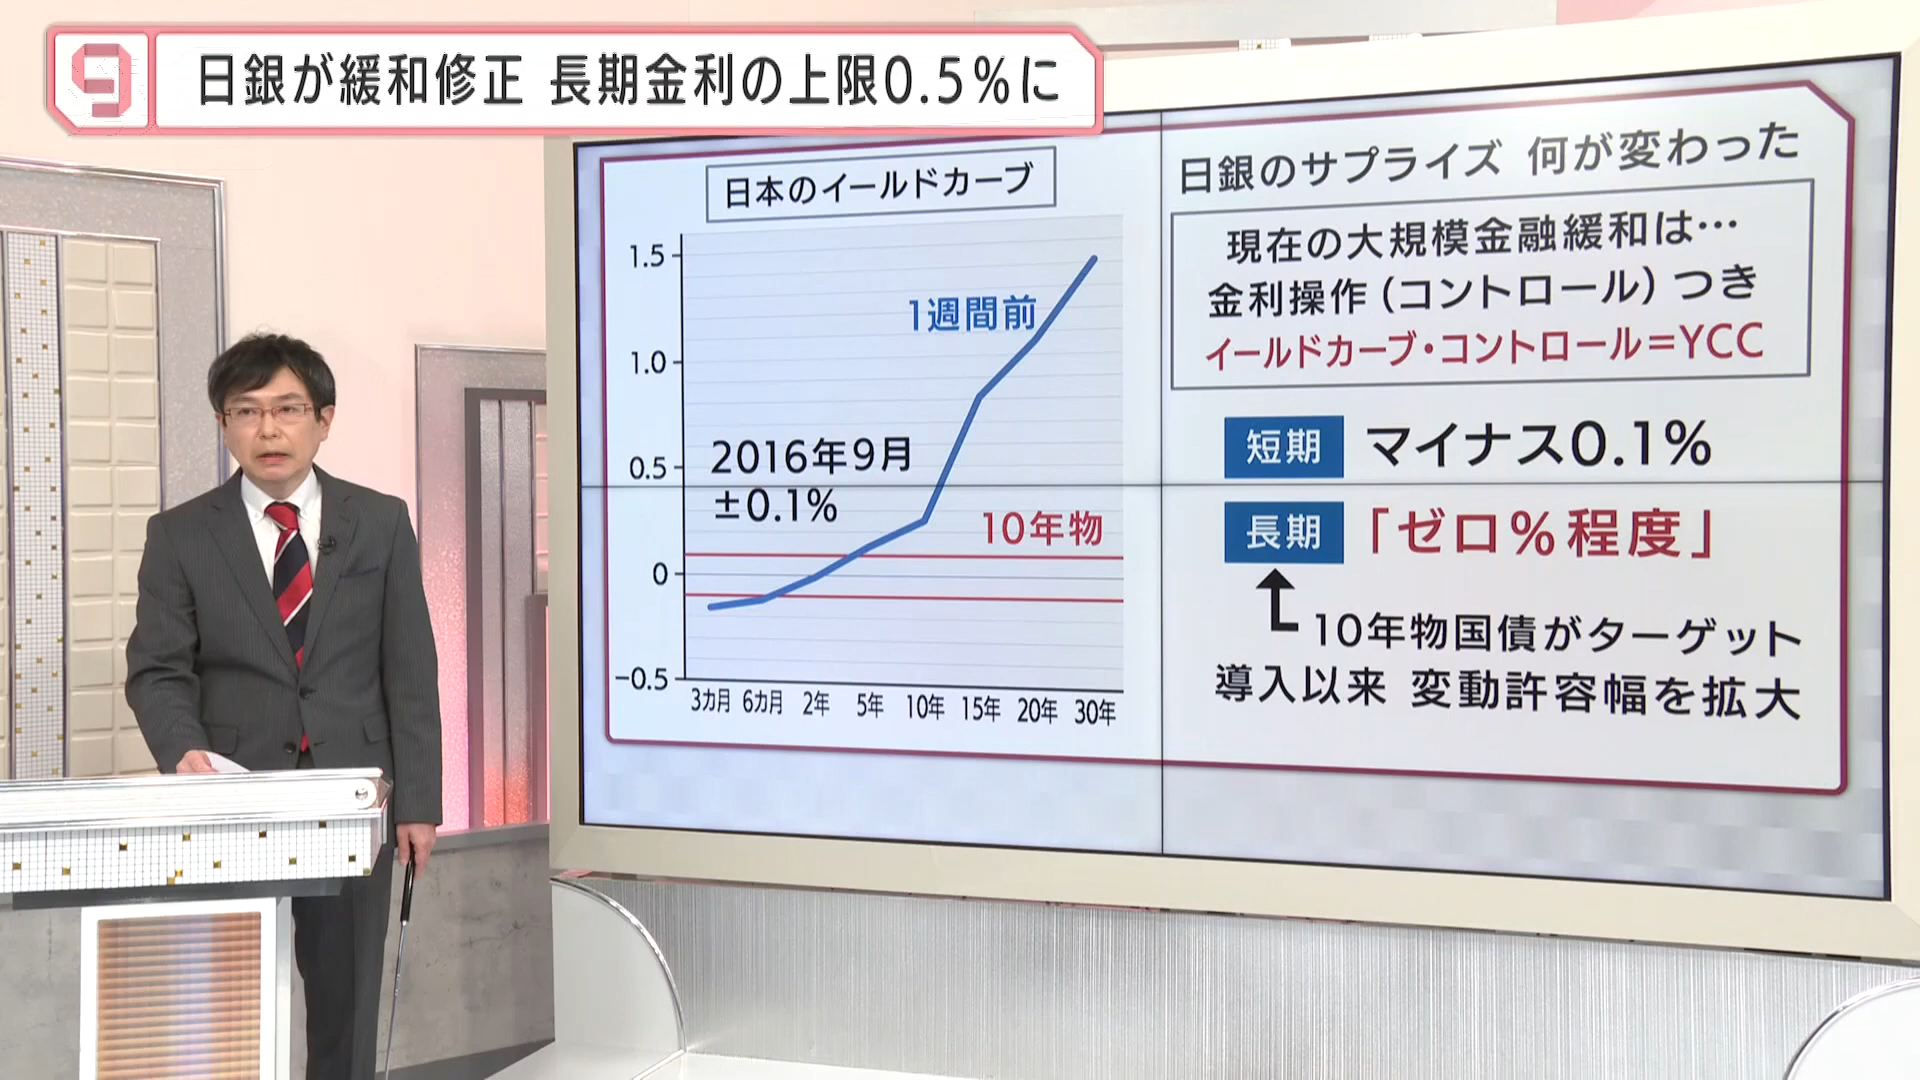 9
日銀が緩和修正 長期金利の上限0.5%に
日本のイールドカーブ
1.5
1.0
0.5
0
-0.5
1週間前
2016年9月
±0.1%
10年物
3カ月 6カ月 2年 5年 10年 15年 20年 30年
日銀のサプライズ 何が変わった
現在の大規模金融緩和は…
金利操作(コントロール)つき
イールドカーブ・コントロール=YCC
短期 マイナス0.1%
長期 「ゼロ%程度」
10年物国債がターゲット
導入以来 変動許容幅を拡大